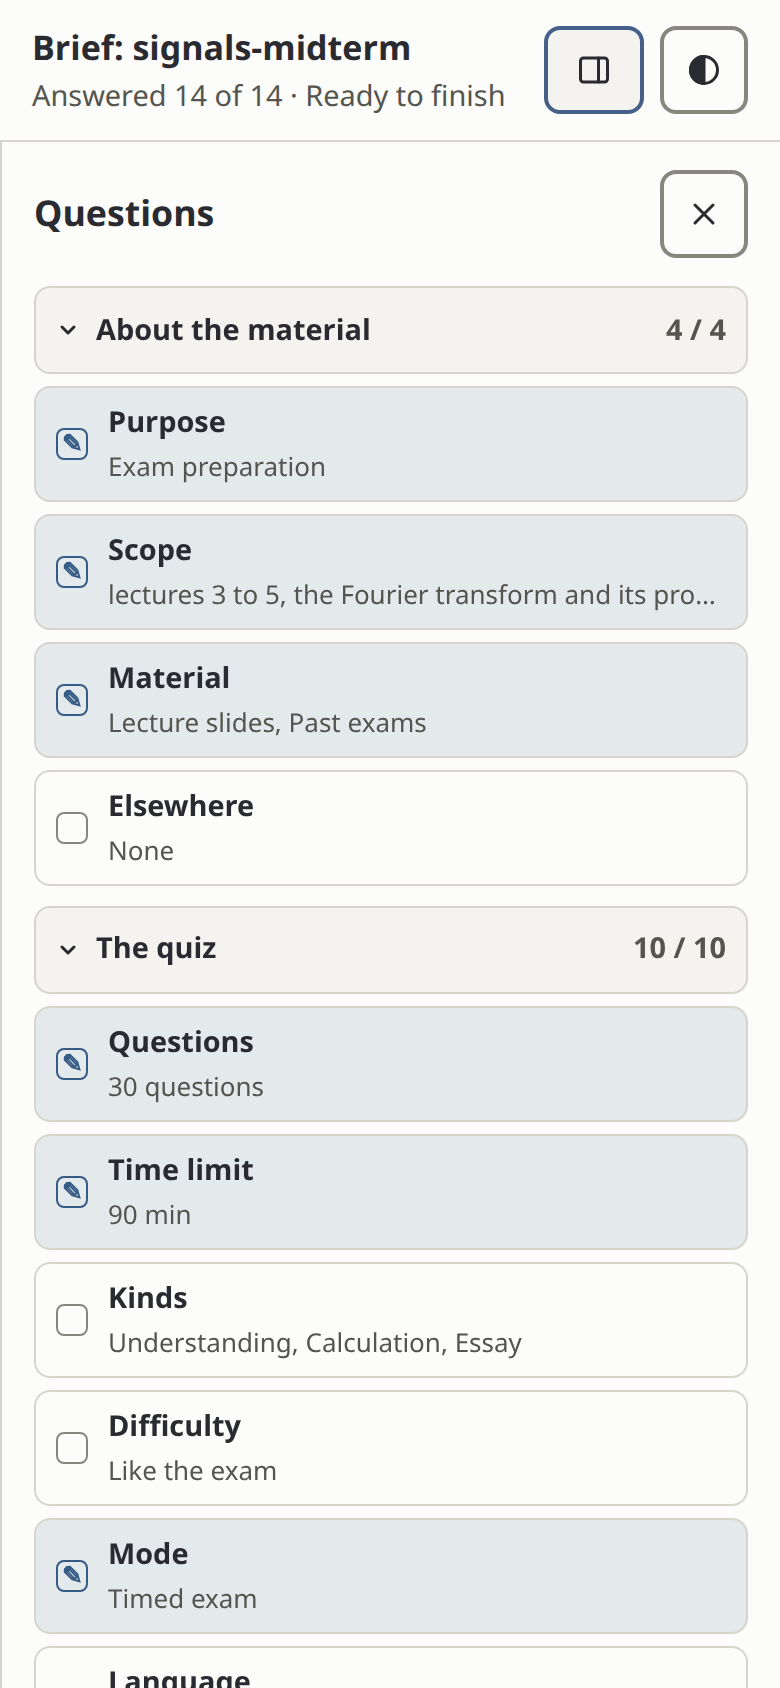 Brief: signals-midterm
Answered 14 of 14 · Ready to finish
Questions
About the material 4 / 4
Purpose
Exam preparation
Scope
lectures 3 to 5, the Fourier transform and its pro...
Material
Lecture slides, Past exams
Elsewhere
None
The quiz 10 / 10
Questions
30 questions
Time limit
90 min
Kinds
Understanding, Calculation, Essay
Difficulty
Like the exam
Mode
Timed exam
Language